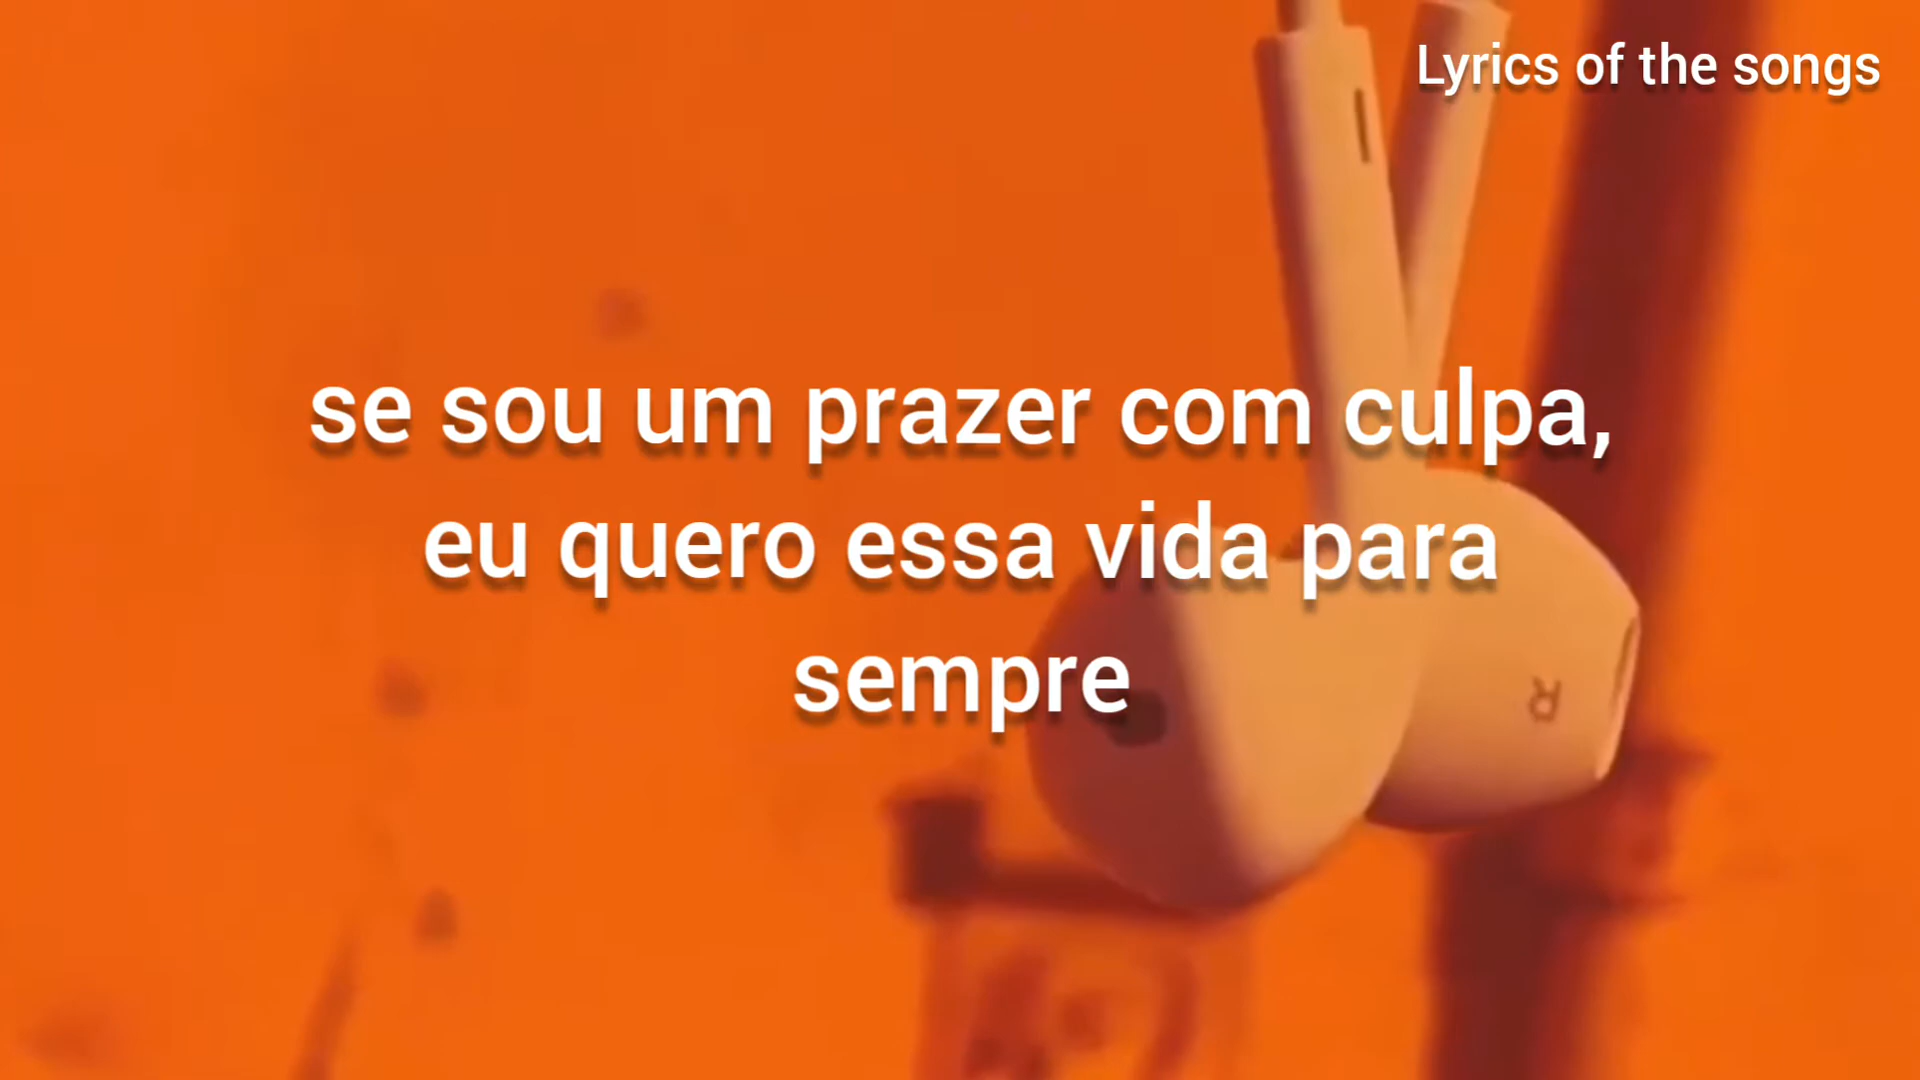 Lyrics of the songs
se sou um prazer com culpa,
eu quero essa vida para
sempre
R